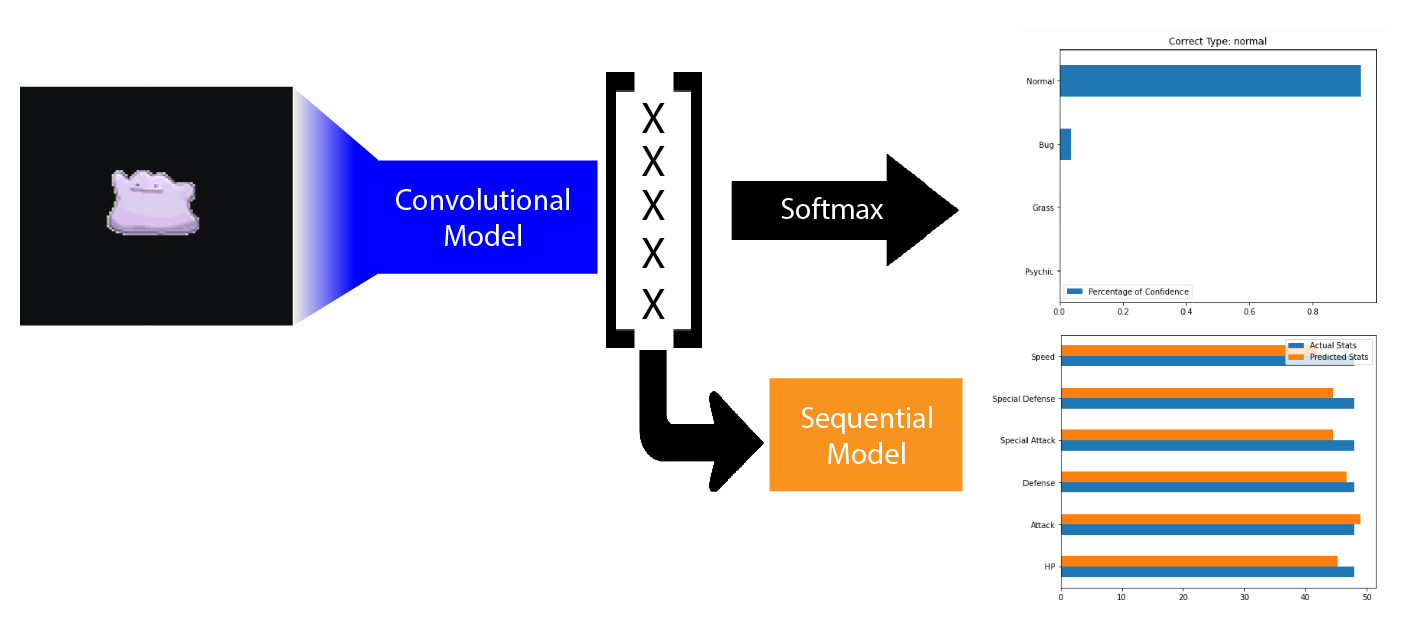 Convolutional
Model
X
X
X
X
X
Softmax
Sequential
Model
Correct Type: normal
Normal
Bug
Grass
Psychic
Percentage of Confidence
0.0 0.2 0.4 0.6 0.8
Actual Stats
Predicted Stats
Speed
Special Defense
Special Attack
Defense
Attack
HP
0 10 20 30 40 50